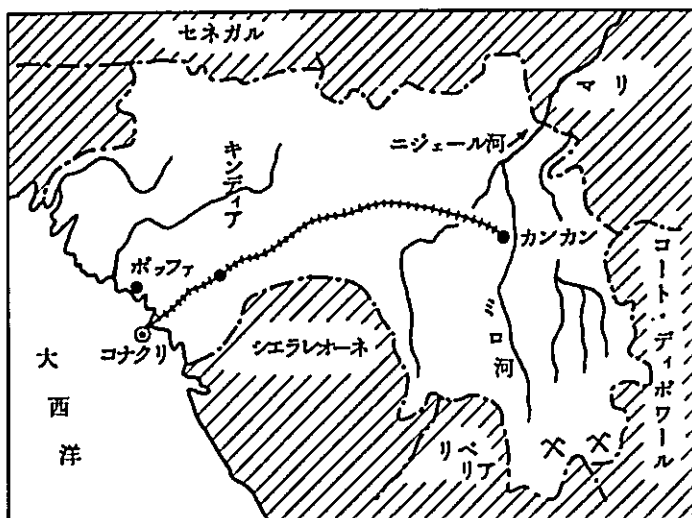 セネガル
マリ
ニジェール河
キンディア
カンカン
ボッファ
コナクリ
シエラレオーネ
ミロ河
コート・ディボワール
大西洋
リベリア